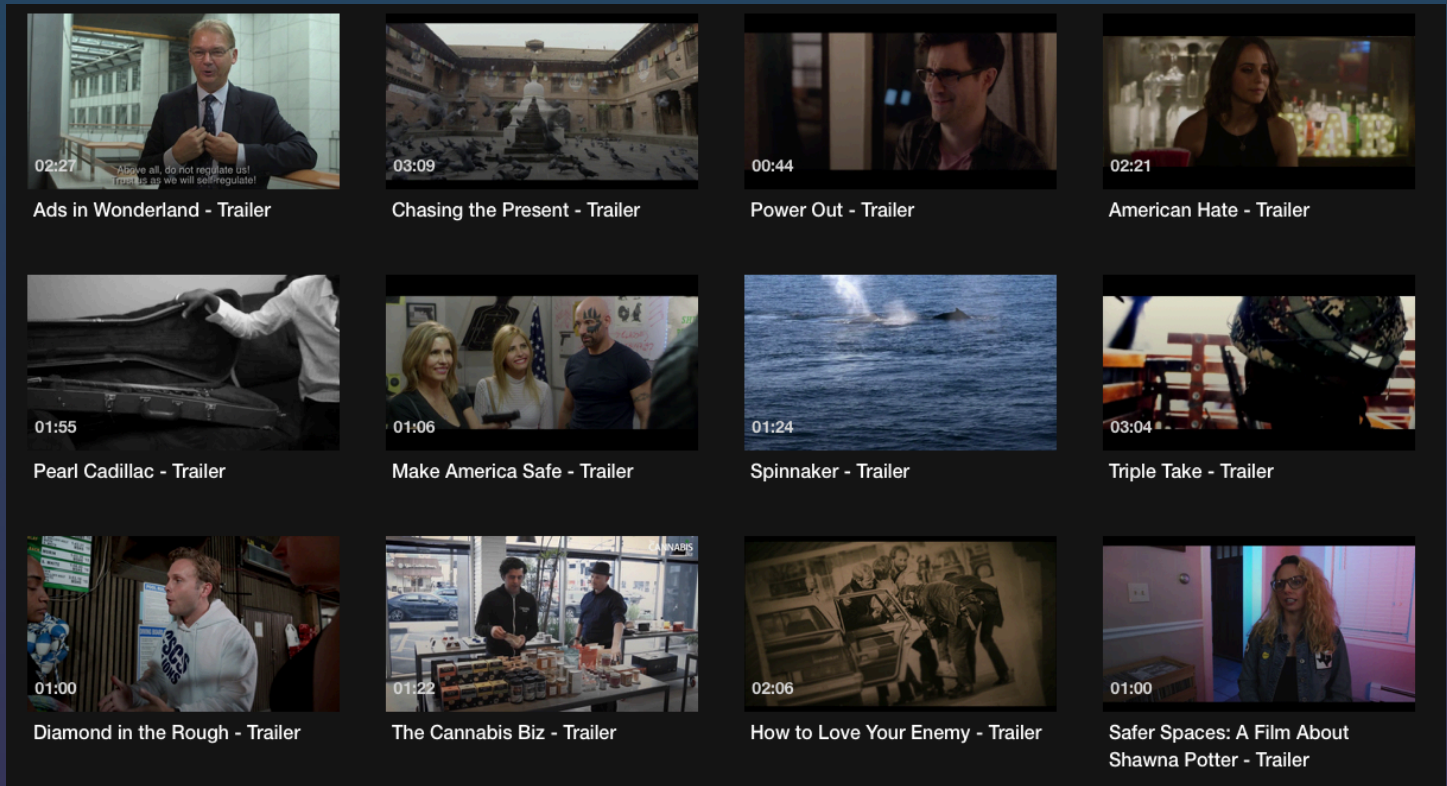 02:27
Above all, do not regulate us!
Trust us as we will self-regulate!
03:09
00:44
02:21
Ads in Wonderland - Trailer
Chasing the Present - Trailer
Power Out - Trailer
American Hate - Trailer
01:55
01:06
01:24
03:04
Pearl Cadillac - Trailer
Make America Safe - Trailer
Spinnaker - Trailer
Triple Take - Trailer
CANNABIS
01:00
01:22
02:06
01:00
Diamond in the Rough - Trailer
The Cannabis Biz - Trailer
How to Love Your Enemy - Trailer
Safer Spaces: A Film About
Shawna Potter - Trailer